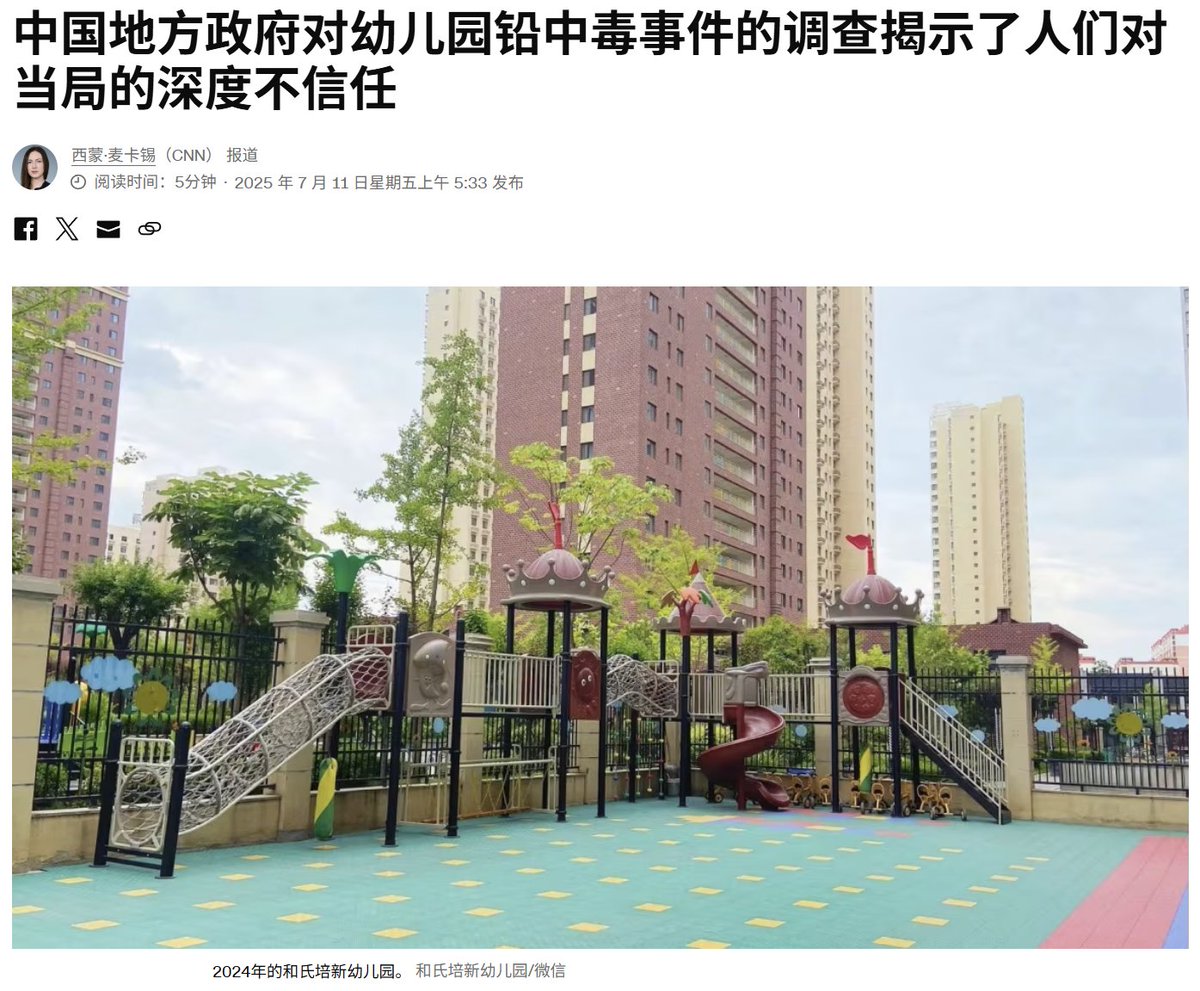 中国地方政府对幼儿园铅中毒事件的调查揭示了人们对
当局的深度不信任
西蒙·麦卡锡（CNN） 报道
阅读时间：5分钟 · 2025 年 7 月 11 日星期五上午 5:33 发布
2024年的和氏培新幼儿园。 和氏培新幼儿园/微信